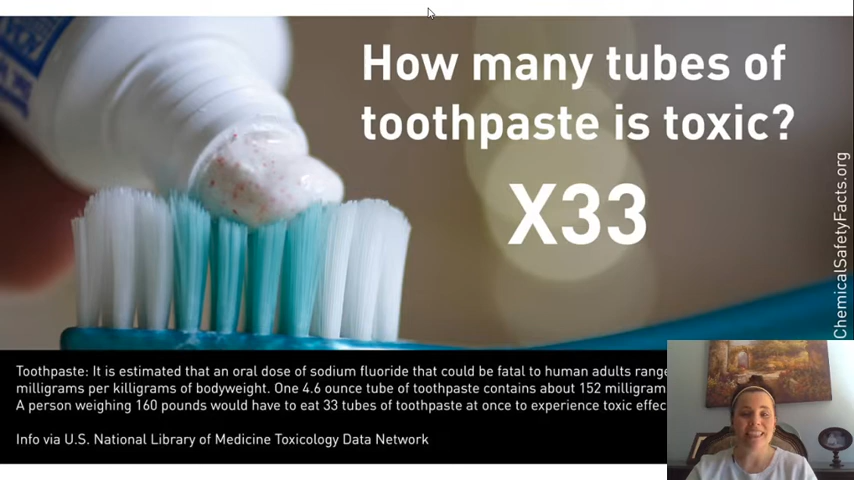 How many tubes of
toothpaste is toxic?
X33
ChemicalSafetyFacts.org
Toothpaste: It is estimated that an oral dose of sodium fluoride that could be fatal to human adults range
milligrams per killigrams of bodyweight. One 4.6 ounce tube of toothpaste contains about 152 milligram
A person weighing 160 pounds would have to eat 33 tubes of toothpaste at once to experience toxic effec
Info via U.S. National Library of Medicine Toxicology Data Network